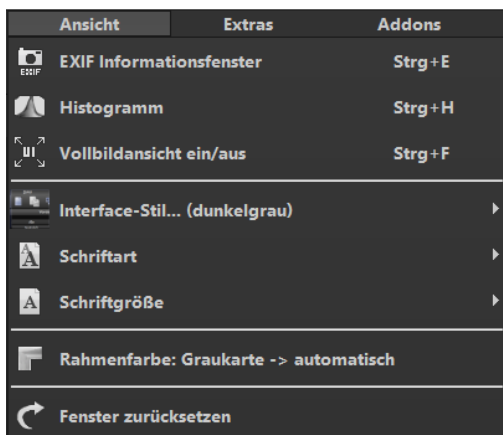 Ansicht Extras Addons
EXIF EXIF Informationsfenster Strg+E
Histogramm Strg+H
UI Vollbildansicht ein/aus Strg+F
Interface-Stil... (dunkelgrau)
A Schriftart
A Schriftgröße
Rahmenfarbe: Graukarte -> automatisch
Fenster zurücksetzen